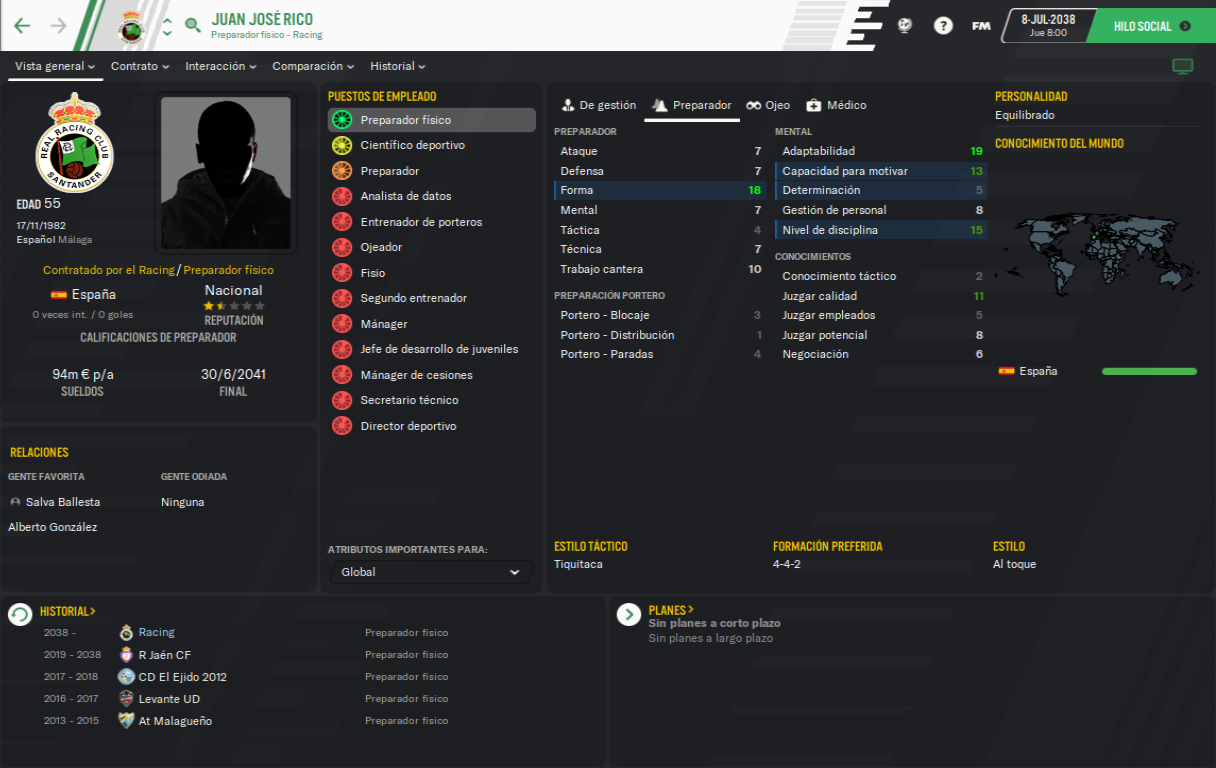 JUAN JOSÉ RICO
Preparador físico - Racing
?
FM
8-JUL-2038
Jue 8:00
HILO SOCIAL
Vista general
Contrato
Interacción
Comparación
Historial
REAL RACING CLUB
SANTANDER
EDAD 55
17/11/1982
Español Málaga
Contratado por el Racing / Preparador físico
España
0 veces int. / 0 goles
Nacional
REPUTACIÓN
CALIFICACIONES DE PREPARADOR
94m € p/a
SUELDOS
30/6/2041
FINAL
RELACIONES
GENTE FAVORITA
GENTE ODIADA
Salva Ballesta
Ninguna
Alberto González
PUESTOS DE EMPLEADO
Preparador físico
Científico deportivo
Preparador
Analista de datos
Entrenador de porteros
Ojeador
Fisio
Segundo entrenador
Mánager
Jefe de desarrollo de juveniles
Mánager de cesiones
Secretario técnico
Director deportivo
ATRIBUTOS IMPORTANTES PARA:
Global
De gestión
Preparador
Ojeo
Médico
PREPARADOR
Ataque 7
Defensa 7
Forma 18
Mental 7
Táctica 4
Técnica 7
Trabajo cantera 10
PREPARACIÓN PORTERO
Portero - Blocaje 3
Portero - Distribución 1
Portero - Paradas 4
MENTAL
Adaptabilidad 19
Capacidad para motivar 13
Determinación 5
Gestión de personal 8
Nivel de disciplina 15
CONOCIMIENTOS
Conocimiento táctico 2
Juzgar calidad 11
Juzgar empleados 5
Juzgar potencial 8
Negociación 6
PERSONALIDAD
Equilibrado
CONOCIMIENTO DEL MUNDO
España
ESTILO TÁCTICO
Tiquitaca
FORMACIÓN PREFERIDA
4-4-2
ESTILO
Al toque
HISTORIAL >
2038 - Racing Preparador físico
2019 - 2038 R Jaén CF Preparador físico
2017 - 2018 CD El Ejido 2012 Preparador físico
2016 - 2017 Levante UD Preparador físico
2013 - 2015 At Malagueño Preparador físico
PLANES >
Sin planes a corto plazo
Sin planes a largo plazo